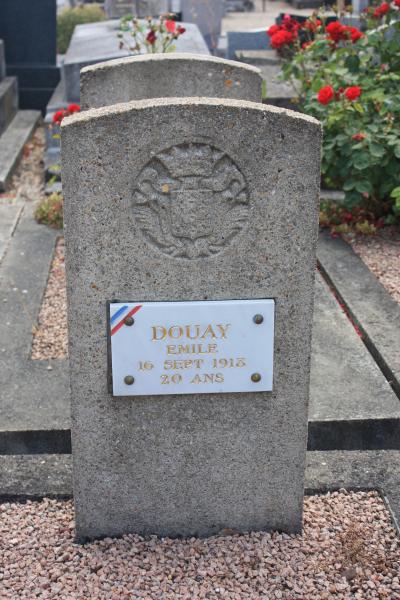 DOUAY
EMILE
16 SEPT 1918
20 ANS